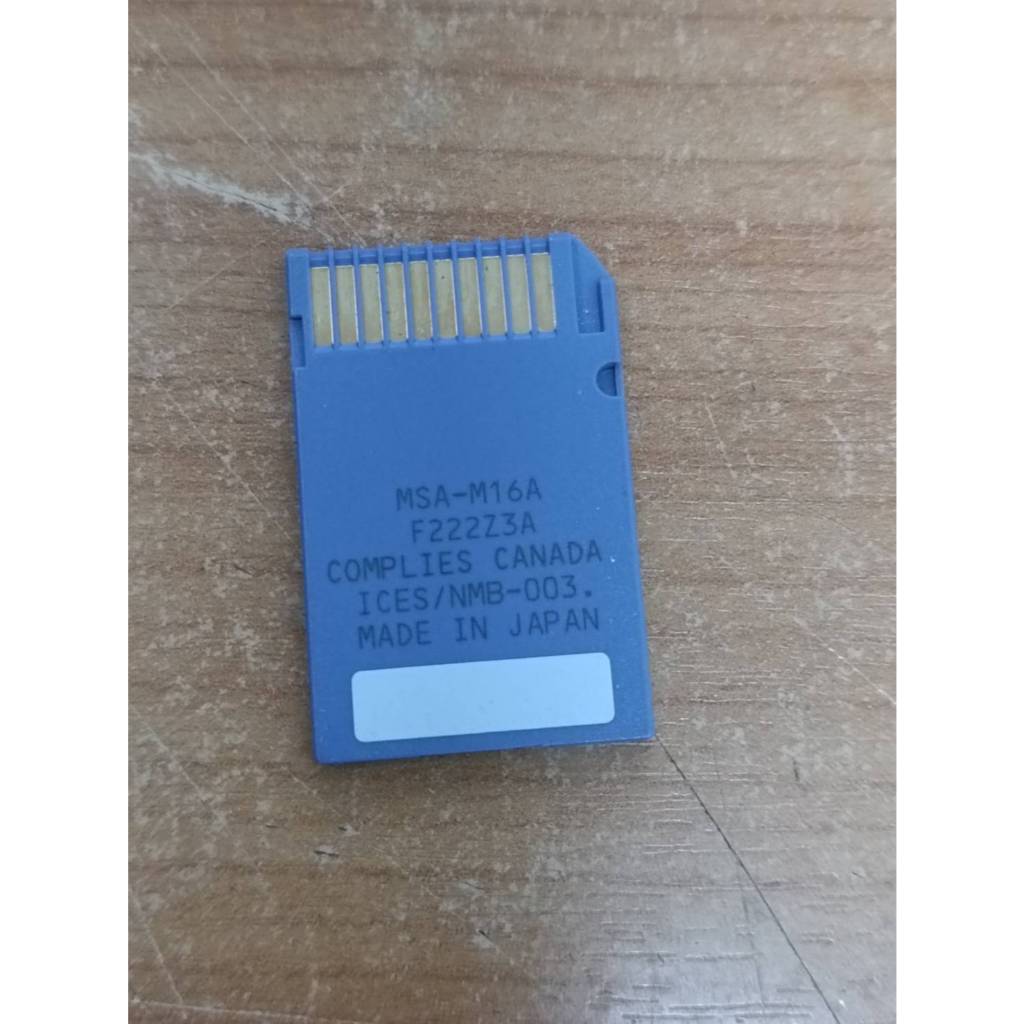 MSA-M16A
F222Z3A
COMPLIES CANADA
ICES/NMB-003.
MADE IN JAPAN